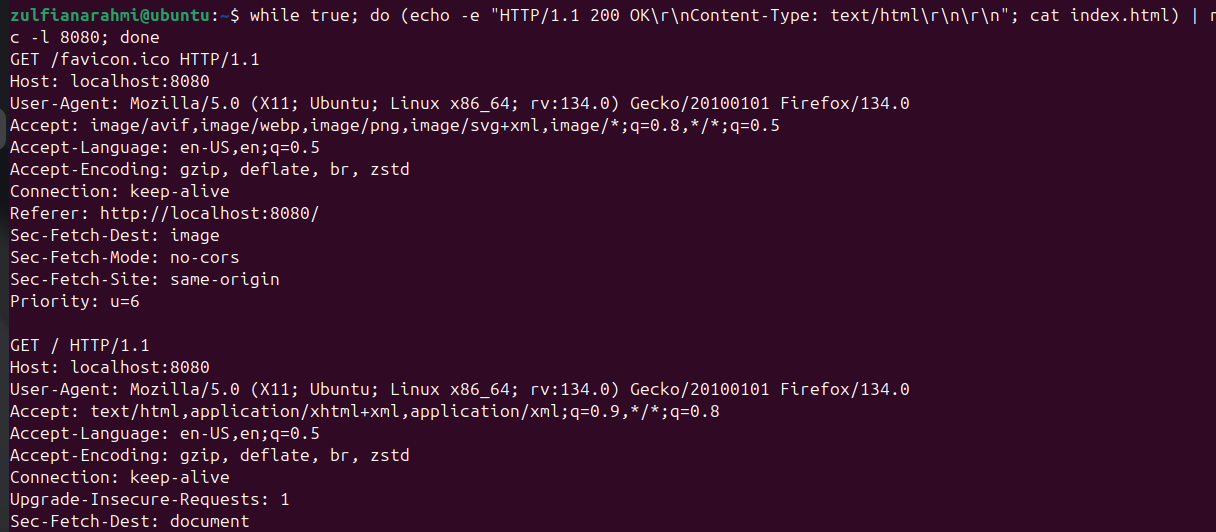 zulfianarahmi@ubuntu:~$ while true; do (echo -e "HTTP/1.1 200 OK\r\nContent-Type: text/html\r\n\r\n"; cat index.html) | n
c -l 8080; done
GET /favicon.ico HTTP/1.1
Host: localhost:8080
User-Agent: Mozilla/5.0 (X11; Ubuntu; Linux x86_64; rv:134.0) Gecko/20100101 Firefox/134.0
Accept: image/avif,image/webp,image/png,image/svg+xml,image/*;q=0.8,*/*;q=0.5
Accept-Language: en-US,en;q=0.5
Accept-Encoding: gzip, deflate, br, zstd
Connection: keep-alive
Referer: http://localhost:8080/
Sec-Fetch-Dest: image
Sec-Fetch-Mode: no-cors
Sec-Fetch-Site: same-origin
Priority: u=6

GET / HTTP/1.1
Host: localhost:8080
User-Agent: Mozilla/5.0 (X11; Ubuntu; Linux x86_64; rv:134.0) Gecko/20100101 Firefox/134.0
Accept: text/html,application/xhtml+xml,application/xml;q=0.9,*/*;q=0.8
Accept-Language: en-US,en;q=0.5
Accept-Encoding: gzip, deflate, br, zstd
Connection: keep-alive
Upgrade-Insecure-Requests: 1
Sec-Fetch-Dest: document